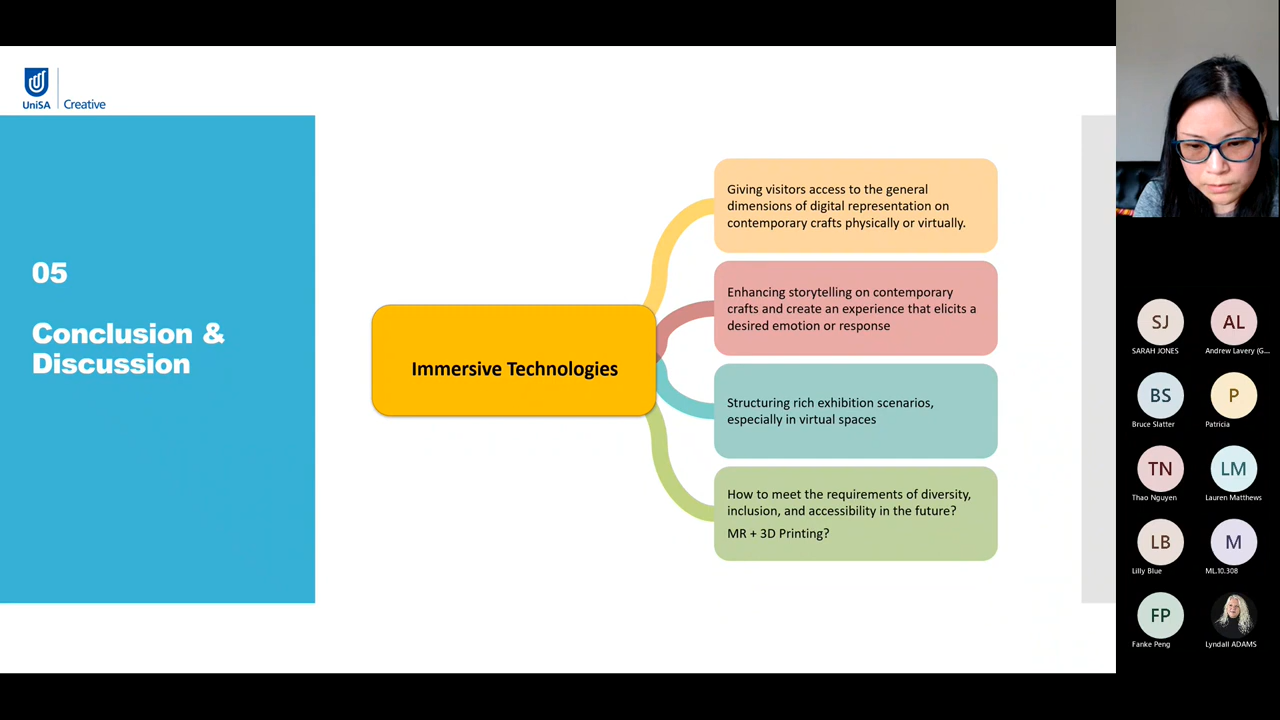 UniSA
Creative
05
Conclusion &
Discussion
Immersive Technologies
Giving visitors access to the general
dimensions of digital representation on
contemporary crafts physically or virtually.
Enhancing storytelling on contemporary
crafts and create an experience that elicits a
desired emotion or response
Structuring rich exhibition scenarios,
especially in virtual spaces
How to meet the requirements of diversity,
inclusion, and accessibility in the future?
MR + 3D Printing?
SJ
SARAH JONES
AL
Andrew Lavery (G...
BS
Bruce Slatter
P
Patricia
TN
Thao Nguyen
LM
Lauren Matthews
LB
Lilly Blue
M
ML.10.308
FP
Fanke Peng
Lyndall ADAMS